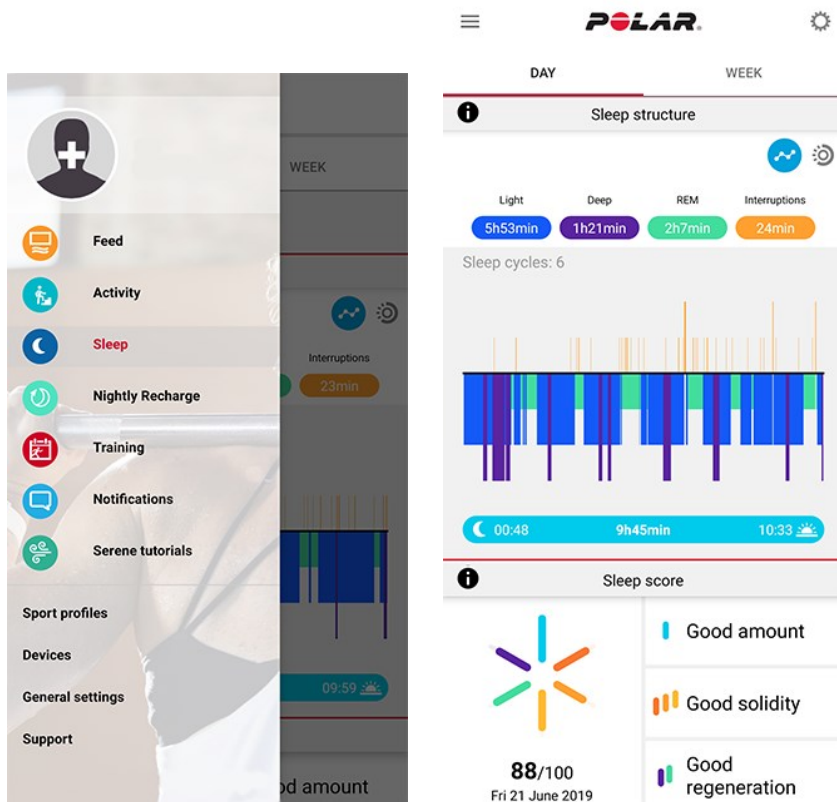 WEEK
Feed
Activity
Sleep
Interruptions
23min
Nightly Recharge
Training
Notifications
Serene tutorials
Sport profiles
Devices
General settings
09:59
Support
od amount
POLAR.
DAY WEEK
Sleep structure
Light Deep REM Interruptions
5h53min 1h21min 2h7min 24min
Sleep cycles: 6
00:48 9h45min 10:33
Sleep score
Good amount
Good solidity
Good
regeneration
88/100
Fri 21 June 2019